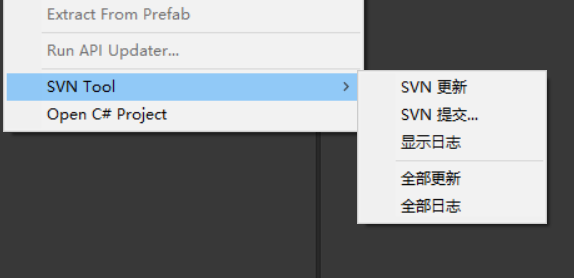 Extract From Prefab
Run API Updater...
SVN Tool
Open C# Project
SVN 更新
SVN 提交...
显示日志
全部更新
全部日志